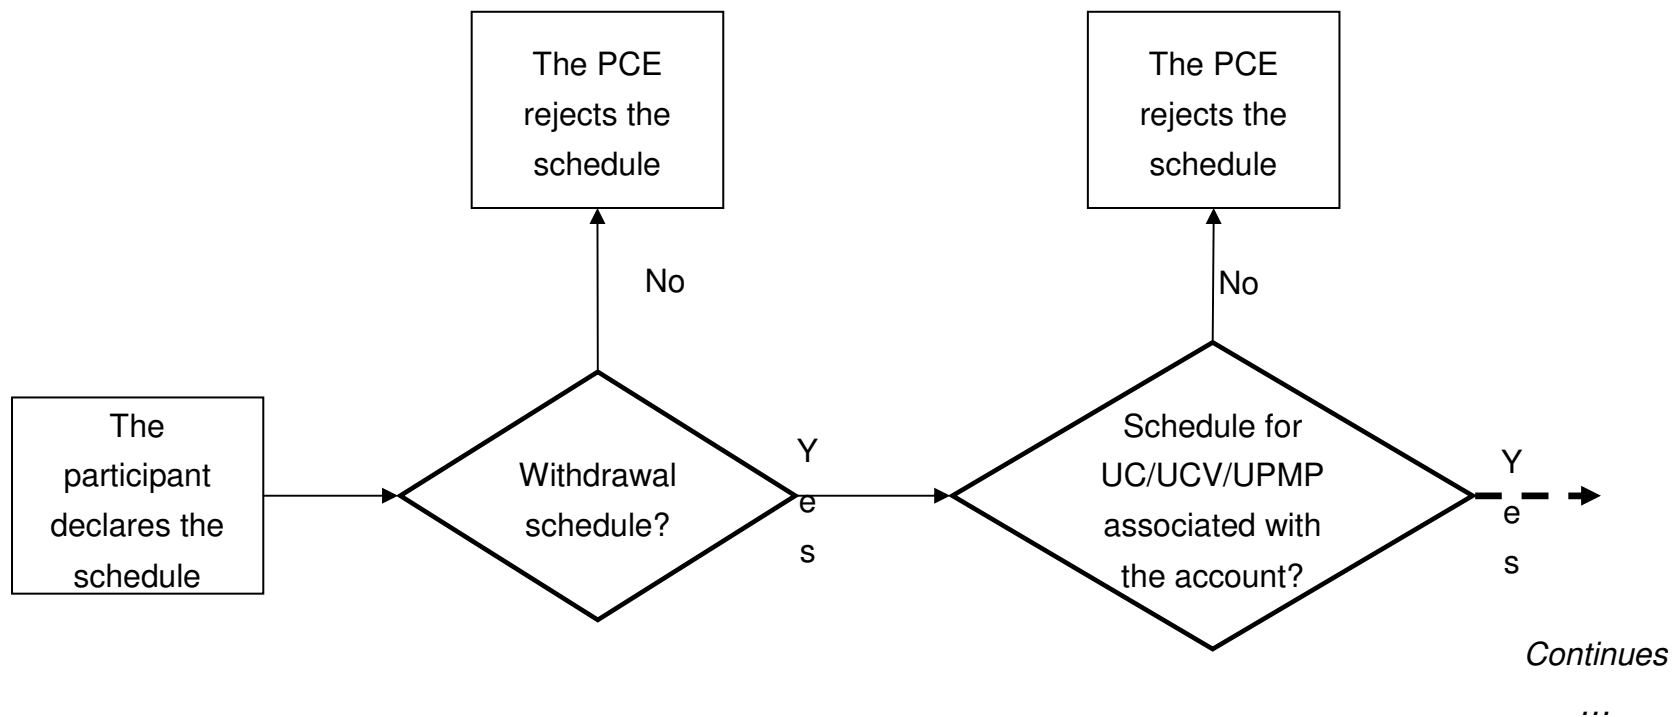 The PCE
rejects the
schedule
The PCE
rejects the
schedule
No
No
The
participant
declares the
schedule
Withdrawal
schedule?
Y
e
s
Schedule for
UC/UCV/UPMP
associated with
the account?
Y
e
s
Continues
...